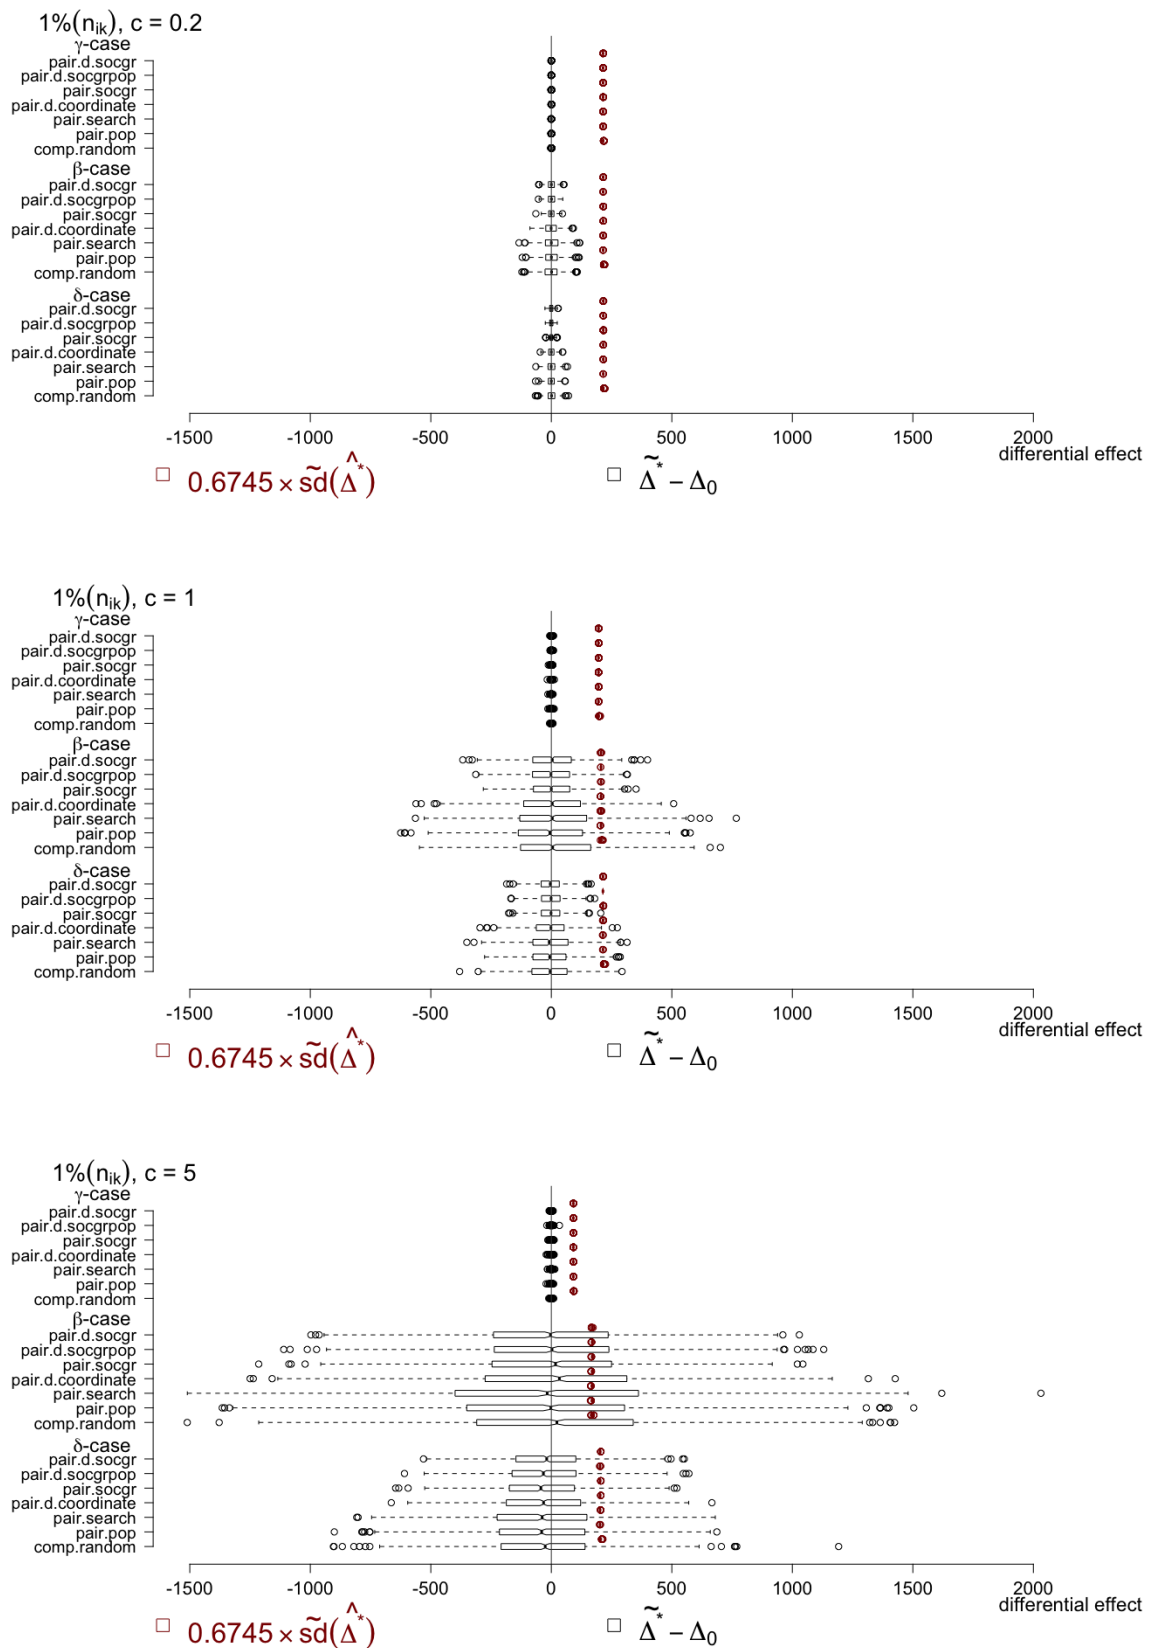 1%(nᵢₖ), c = 0.2
γ-case
pair.d.socgr
pair.d.socgrpop
pair.socgr
pair.d.coordinate
pair.search
pair.pop
comp.random
β-case
pair.d.socgr
pair.d.socgrpop
pair.socgr
pair.d.coordinate
pair.search
pair.pop
comp.random
δ-case
pair.d.socgr
pair.d.socgrpop
pair.socgr
pair.d.coordinate
pair.search
pair.pop
comp.random
-1500 -1000 -500 0 500 1000 1500 2000
differential effect
0.6745 × s̃d(Δ̂*) Δ̃* − Δ₀
1%(nᵢₖ), c = 1
γ-case
pair.d.socgr
pair.d.socgrpop
pair.socgr
pair.d.coordinate
pair.search
pair.pop
comp.random
β-case
pair.d.socgr
pair.d.socgrpop
pair.socgr
pair.d.coordinate
pair.search
pair.pop
comp.random
δ-case
pair.d.socgr
pair.d.socgrpop
pair.socgr
pair.d.coordinate
pair.search
pair.pop
comp.random
-1500 -1000 -500 0 500 1000 1500 2000
differential effect
0.6745 × s̃d(Δ̂*) Δ̃* − Δ₀
1%(nᵢₖ), c = 5
γ-case
pair.d.socgr
pair.d.socgrpop
pair.socgr
pair.d.coordinate
pair.search
pair.pop
comp.random
β-case
pair.d.socgr
pair.d.socgrpop
pair.socgr
pair.d.coordinate
pair.search
pair.pop
comp.random
δ-case
pair.d.socgr
pair.d.socgrpop
pair.socgr
pair.d.coordinate
pair.search
pair.pop
comp.random
-1500 -1000 -500 0 500 1000 1500 2000
differential effect
0.6745 × s̃d(Δ̂*) Δ̃* − Δ₀